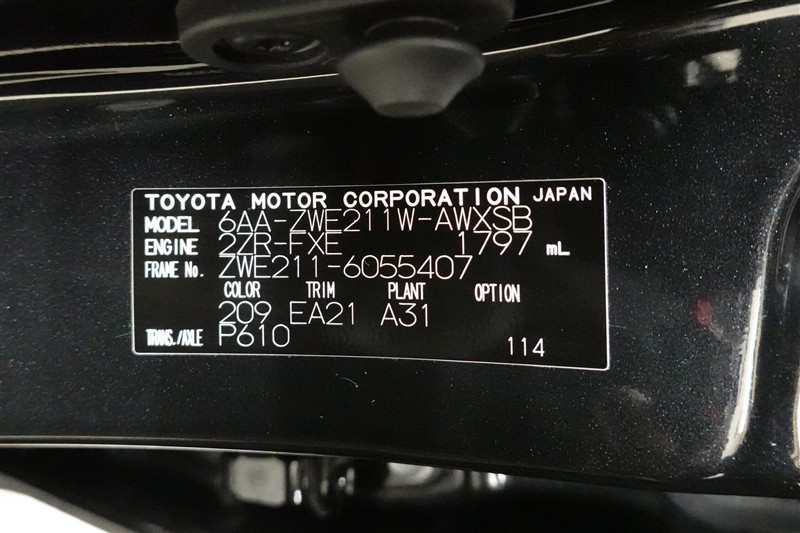 TOYOTA MOTOR CORPORATION JAPAN
MODEL 6AA-ZWE211W-AWXSB
ENGINE 2ZR-FXE 1797 mL
FRAME No. ZWE211-6055407
COLOR TRIM PLANT OPTION
209 EA21 A31
TRANS./AXLE P610
114